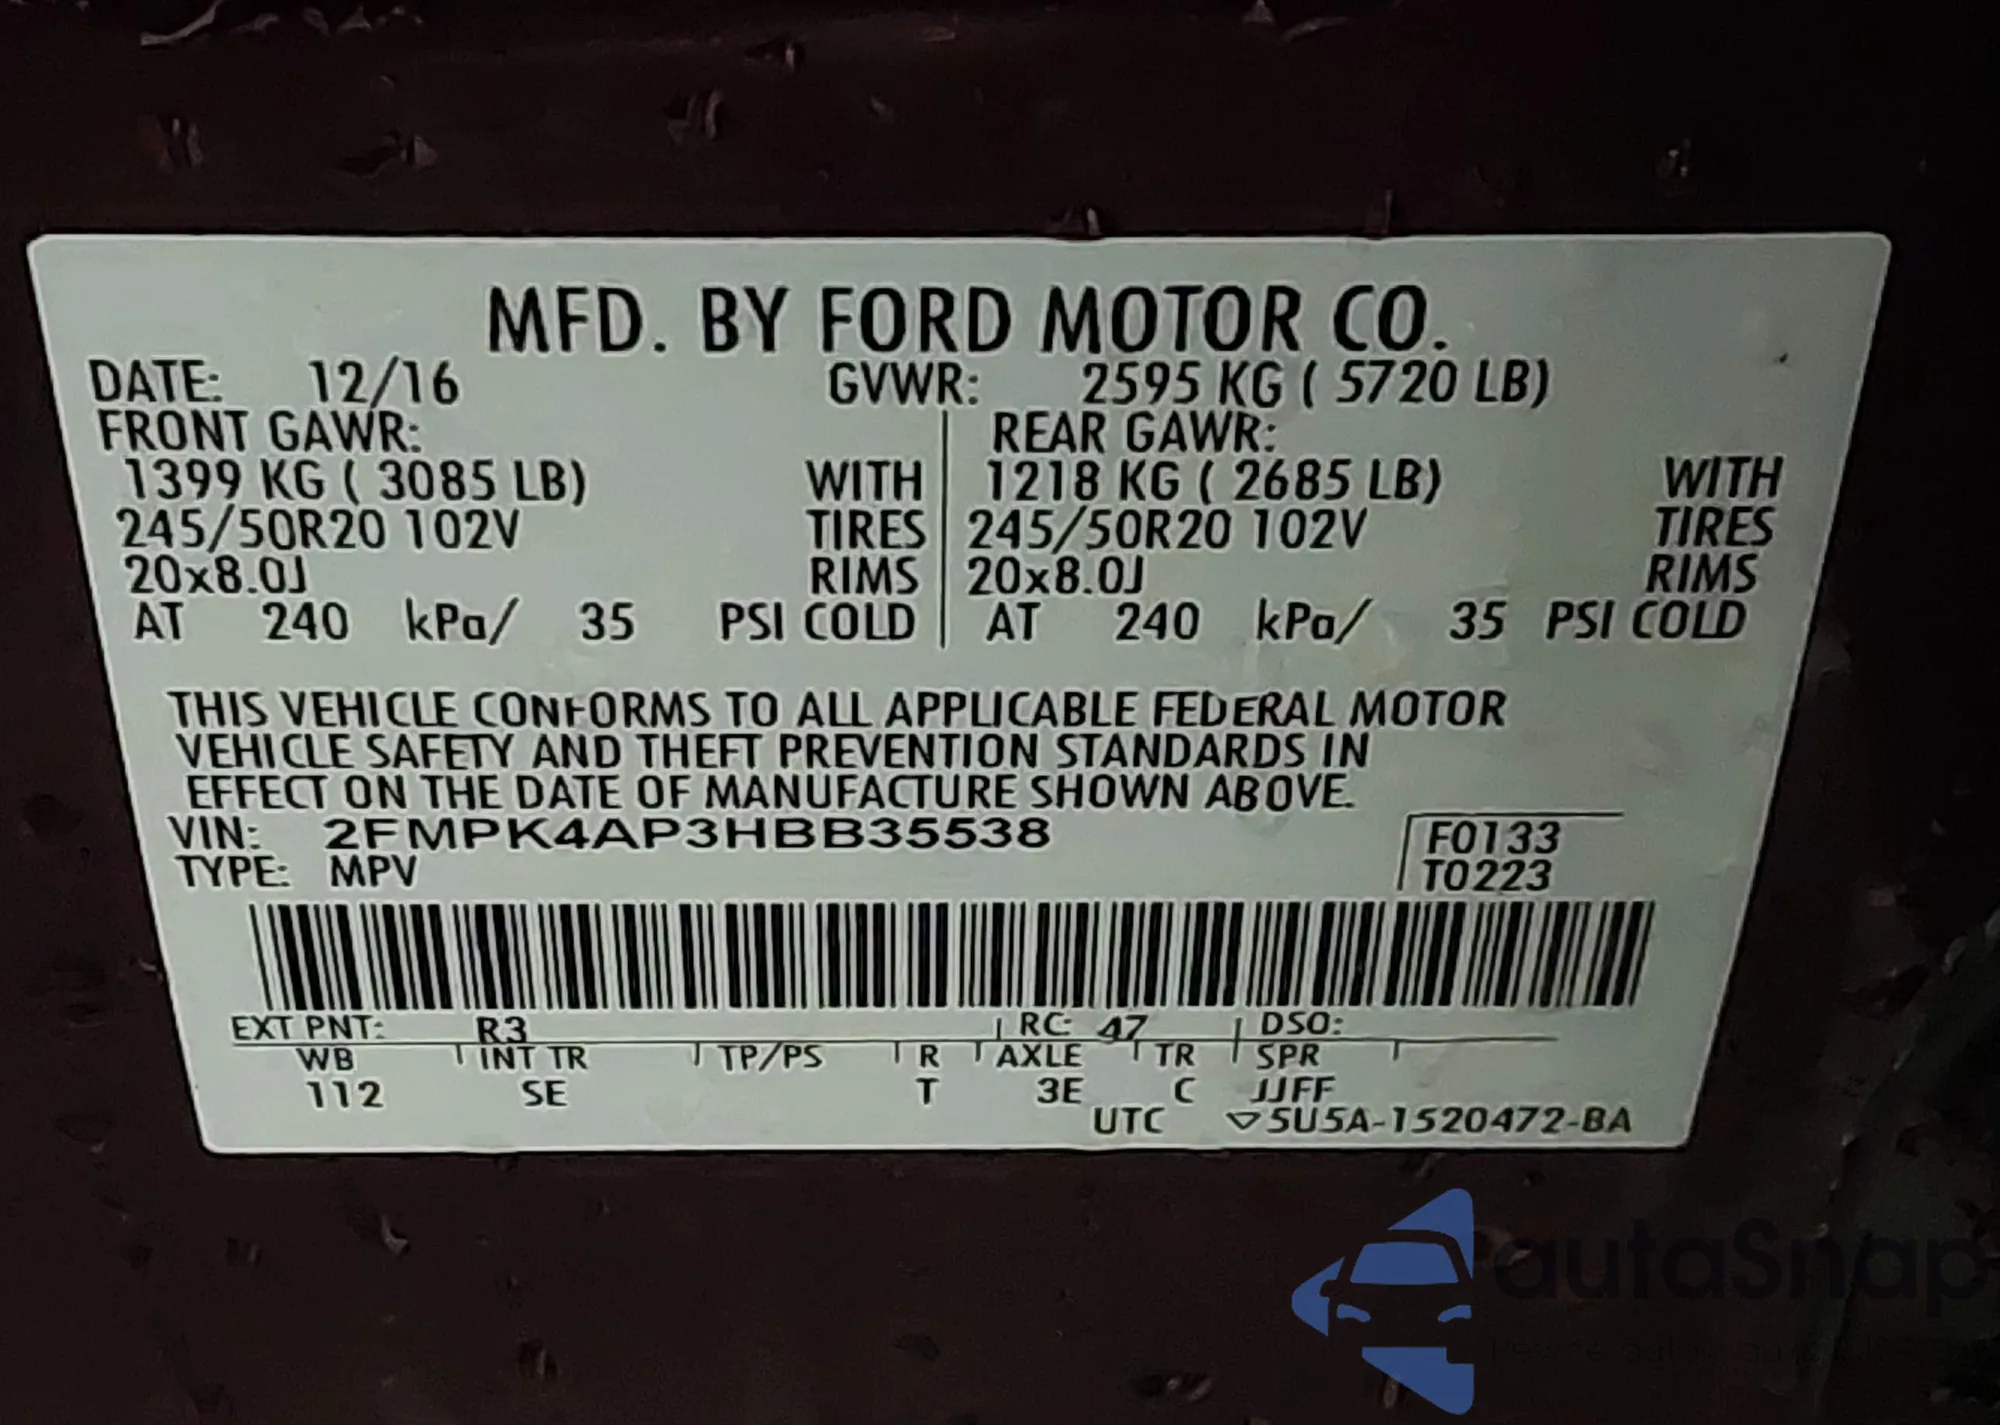 MFD. BY FORD MOTOR CO.
DATE: 12/16 GVWR: 2595 KG ( 5720 LB)
FRONT GAWR: REAR GAWR:
1399 KG ( 3085 LB) WITH 1218 KG ( 2685 LB) WITH
245/50R20 102V TIRES 245/50R20 102V TIRES
20x8.0J RIMS 20x8.0J RIMS
AT 240 kPa/ 35 PSI COLD AT 240 kPa/ 35 PSI COLD
THIS VEHICLE CONFORMS TO ALL APPLICABLE FEDERAL MOTOR
VEHICLE SAFETY AND THEFT PREVENTION STANDARDS IN
EFFECT ON THE DATE OF MANUFACTURE SHOWN ABOVE.
VIN: 2FMPK4AP3HBB35538 F0133
TYPE: MPV T0223
EXT PNT: R3 RC: 47 DSO:
WB INT TR TP/PS R AXLE TR SPR
112 SE T 3E C JJFF
UTC ▽5U5A-1520472-BA
autaSnap